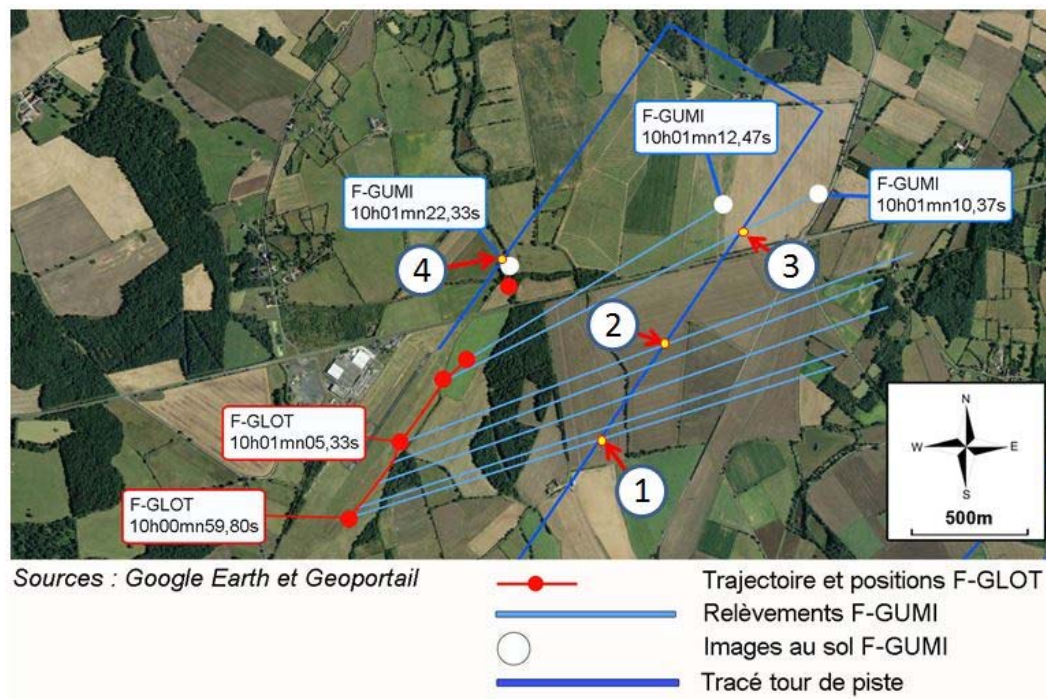 F-GUMI
10h01mn12,47s
F-GUMI
10h01mn22,33s
F-GUMI
10h01mn10,37s
4
3
2
F-GLOT
10h01mn05,33s
N
W
E
S
500m
F-GLOT
10h00mn59,80s
1
Sources : Google Earth et Geoportail
Trajectoire et positions F-GLOT
Relèvements F-GUMI
Images au sol F-GUMI
Tracé tour de piste